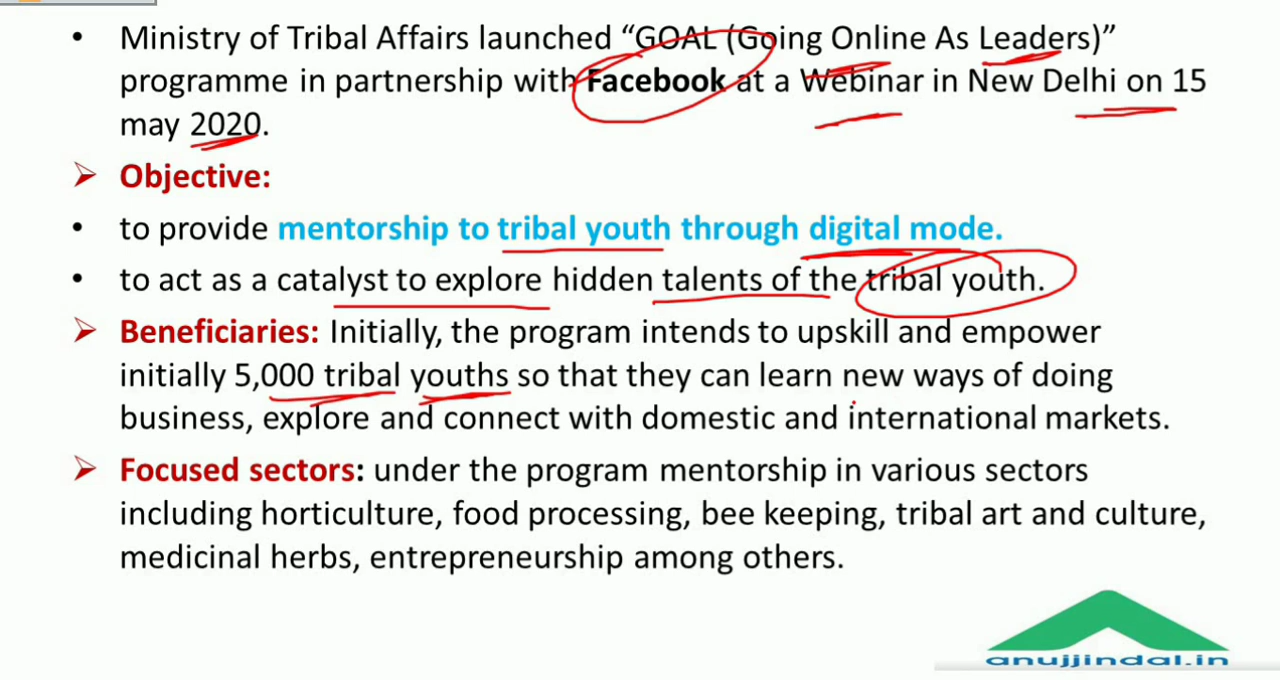 • Ministry of Tribal Affairs launched “GOAL (Going Online As Leaders)”
programme in partnership with Facebook at a Webinar in New Delhi on 15
may 2020.
➢ Objective:
• to provide mentorship to tribal youth through digital mode.
• to act as a catalyst to explore hidden talents of the tribal youth.
➢ Beneficiaries: Initially, the program intends to upskill and empower
initially 5,000 tribal youths so that they can learn new ways of doing
business, explore and connect with domestic and international markets.
➢ Focused sectors: under the program mentorship in various sectors
including horticulture, food processing, bee keeping, tribal art and culture,
medicinal herbs, entrepreneurship among others.
anujjindal.in